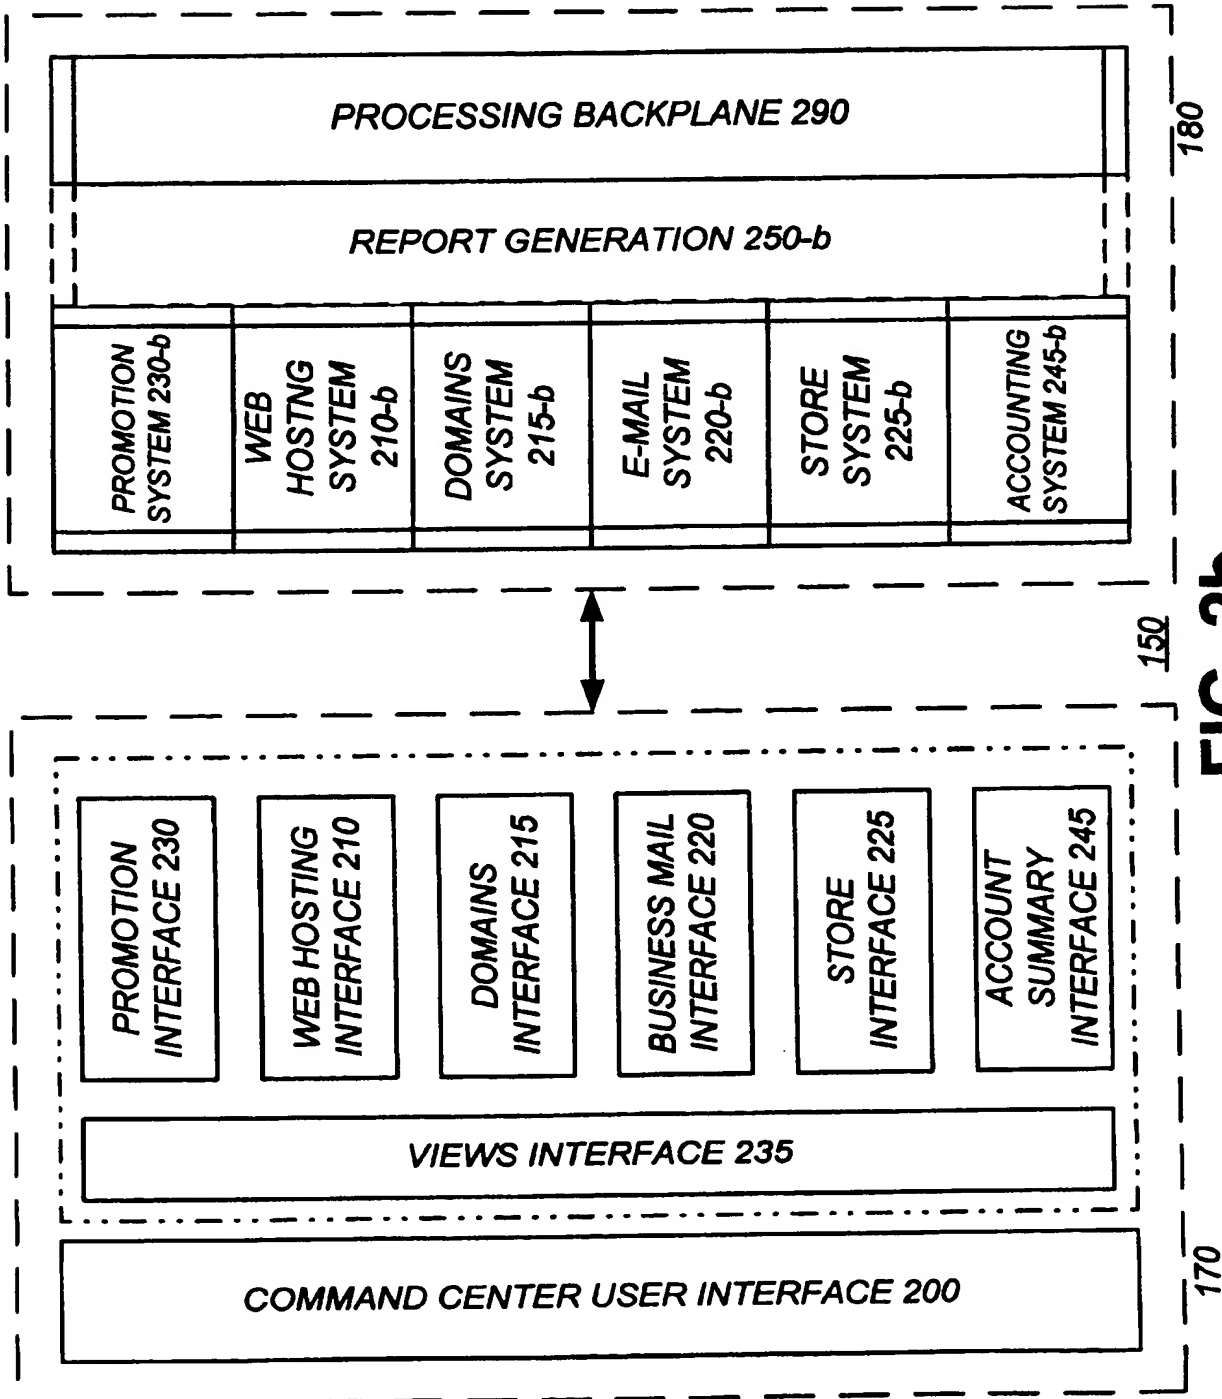 PROCESSING BACKPLANE 290
REPORT GENERATION 250-b
PROMOTION
SYSTEM 230-b
WEB
HOSTNG
SYSTEM
210-b
DOMAINS
SYSTEM
215-b
E-MAIL
SYSTEM
220-b
STORE
SYSTEM
225-b
ACCOUNTING
SYSTEM 245-b
180
150
PROMOTION
INTERFACE 230
WEB HOSTING
INTERFACE 210
DOMAINS
INTERFACE 215
BUSINESS MAIL
INTERFACE 220
STORE
INTERFACE 225
ACCOUNT
SUMMARY
INTERFACE 245
VIEWS INTERFACE 235
COMMAND CENTER USER INTERFACE 200
170